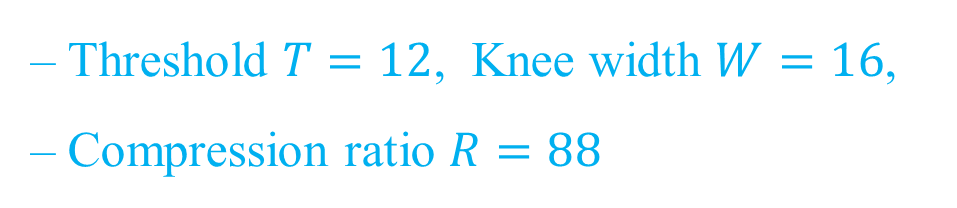 – Threshold T = 12, Knee width W = 16,
– Compression ratio R = 88